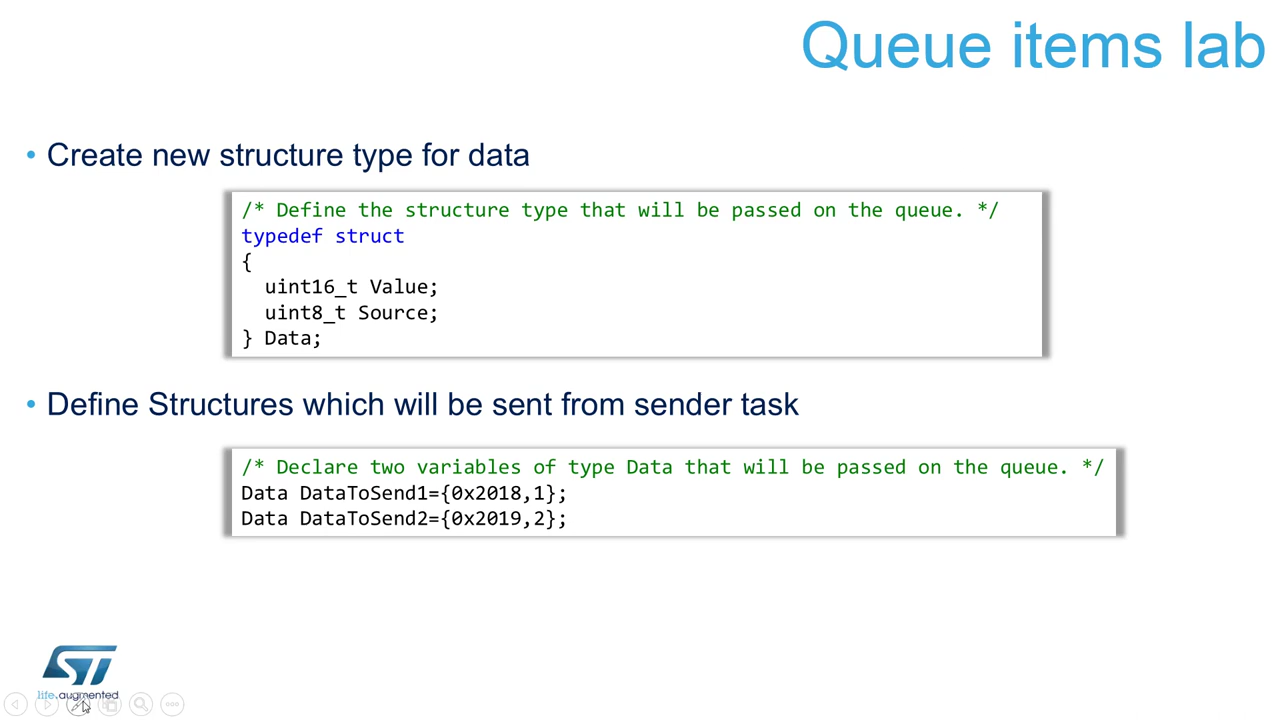 Queue items lab
• Create new structure type for data
/* Define the structure type that will be passed on the queue. */
typedef struct
{
  uint16_t Value;
  uint8_t Source;
} Data;
• Define Structures which will be sent from sender task
/* Declare two variables of type Data that will be passed on the queue. */
Data DataToSend1={0x2018,1};
Data DataToSend2={0x2019,2};
ST
life.augmented